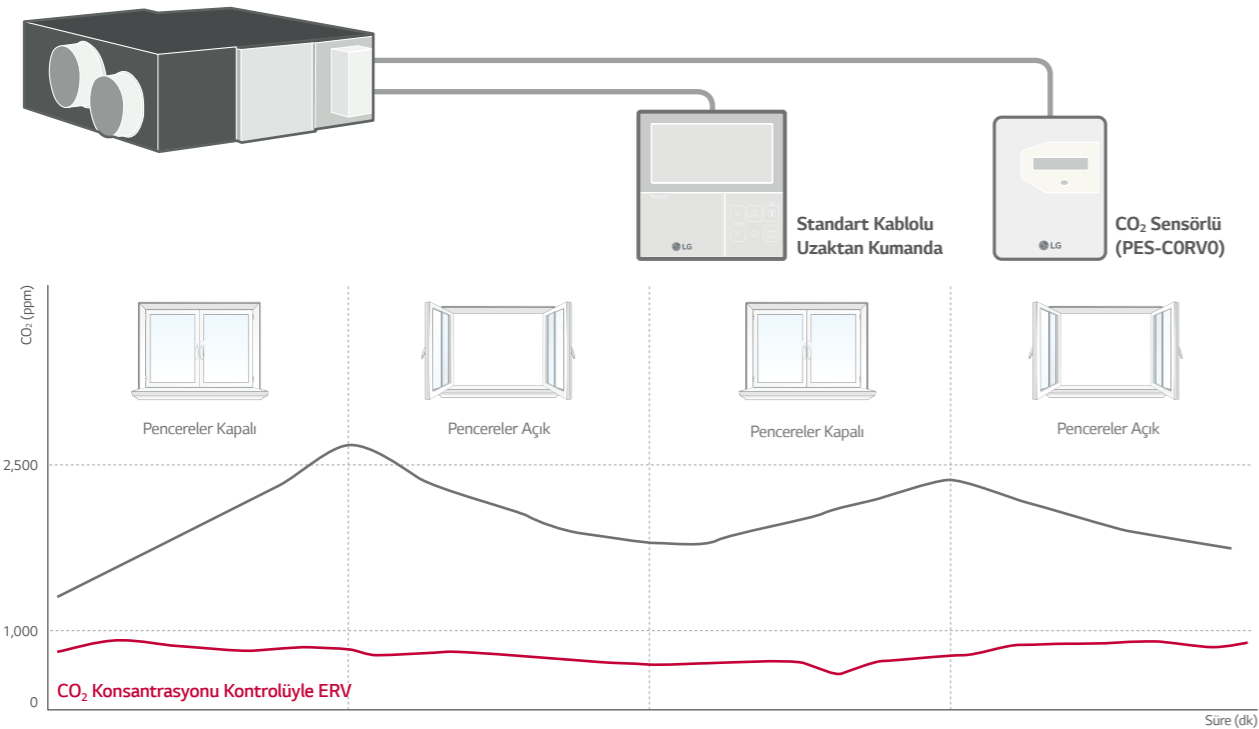 Standart Kablolu
Uzaktan Kumanda
LG
CO₂ Sensörlü
(PES-C0RV0)
LG
CO₂ (ppm)
Pencereler Kapalı
Pencereler Açık
Pencereler Kapalı
Pencereler Açık
2,500
1,000
CO₂ Konsantrasyonu Kontrolüyle ERV
0
Süre (dk)